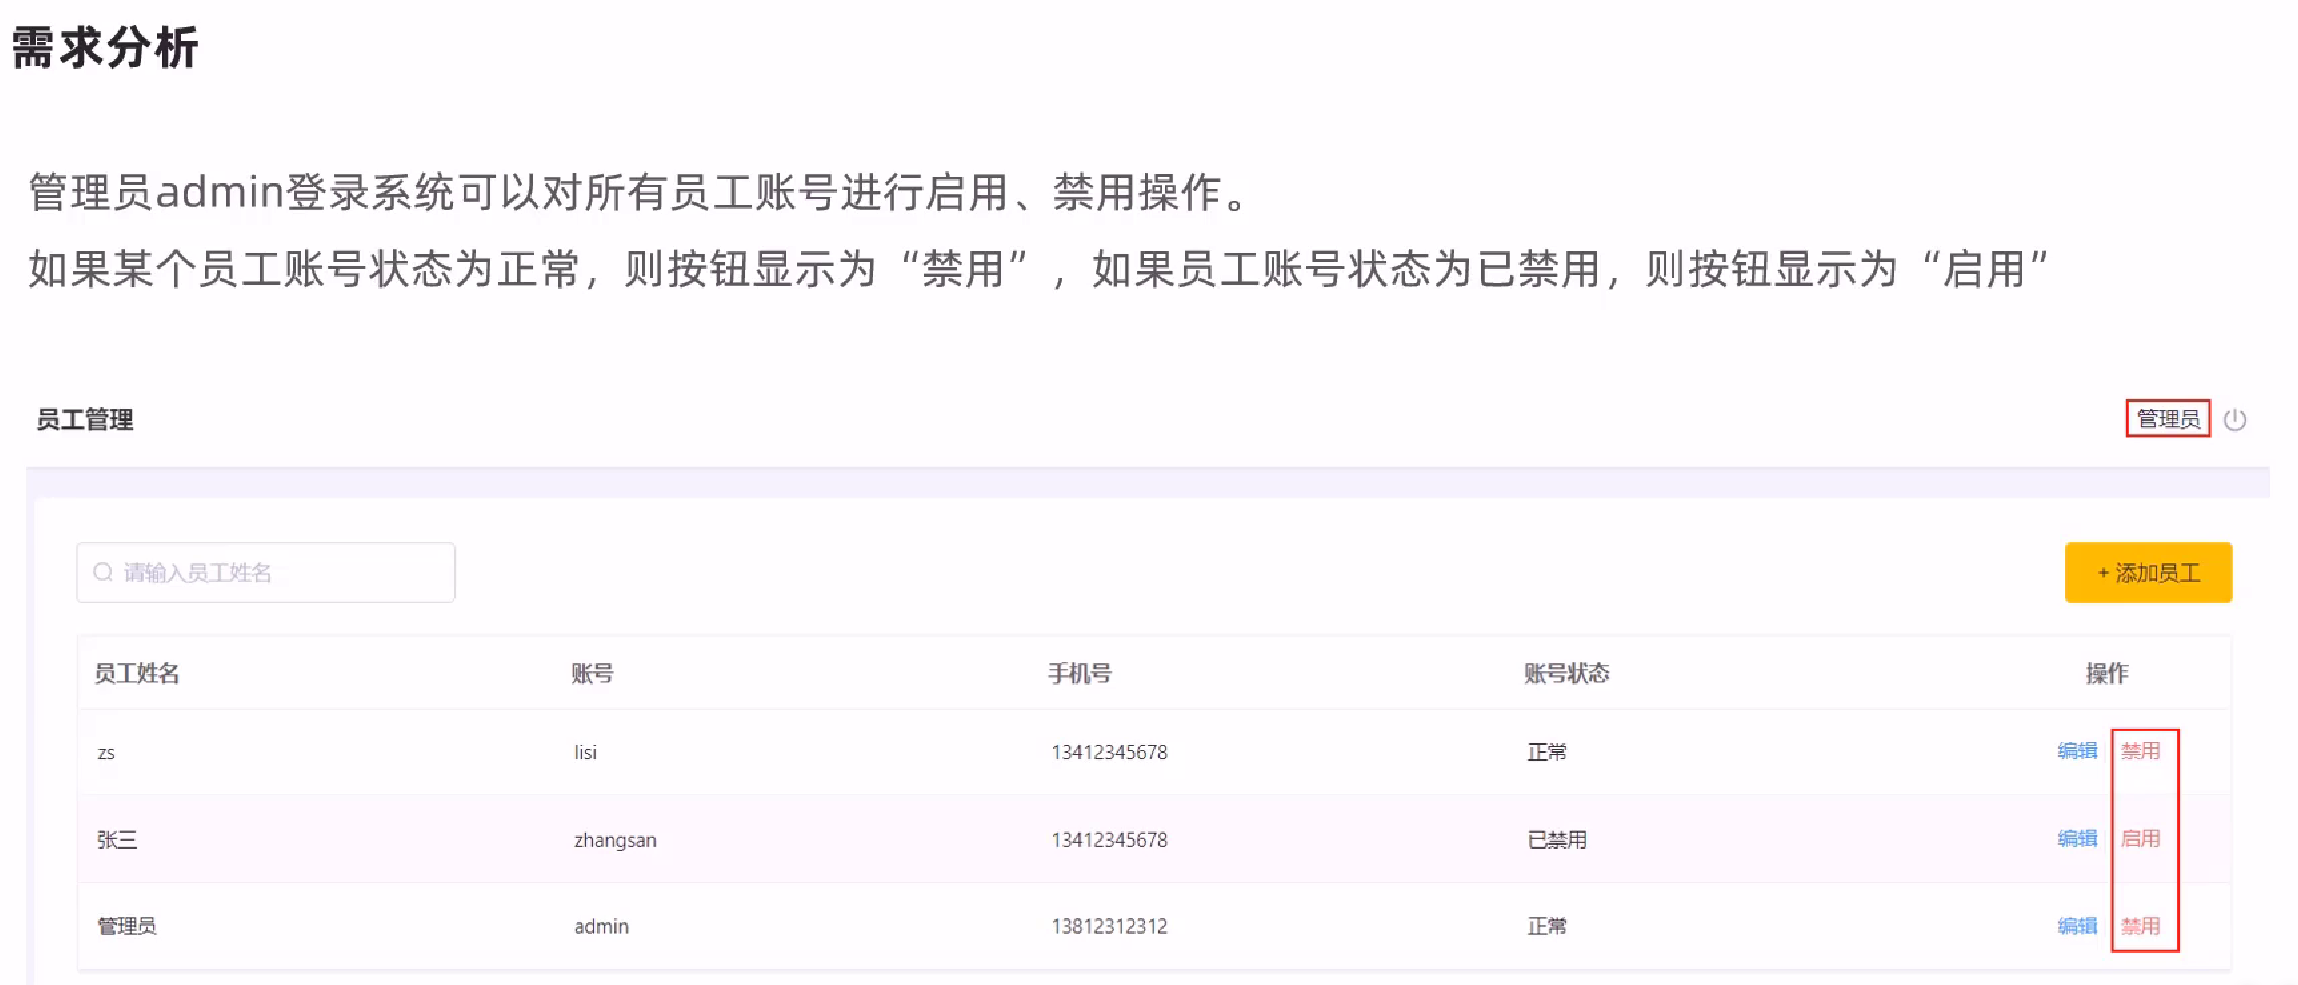 需求分析
管理员admin登录系统可以对所有员工账号进行启用、禁用操作。
如果某个员工账号状态为正常，则按钮显示为“禁用”，如果员工账号状态为已禁用，则按钮显示为“启用”
员工管理 管理员
请输入员工姓名 + 添加员工
员工姓名 账号 手机号 账号状态 操作
zs lisi 13412345678 正常 编辑 禁用
张三 zhangsan 13412345678 已禁用 编辑 启用
管理员 admin 13812312312 正常 编辑 禁用